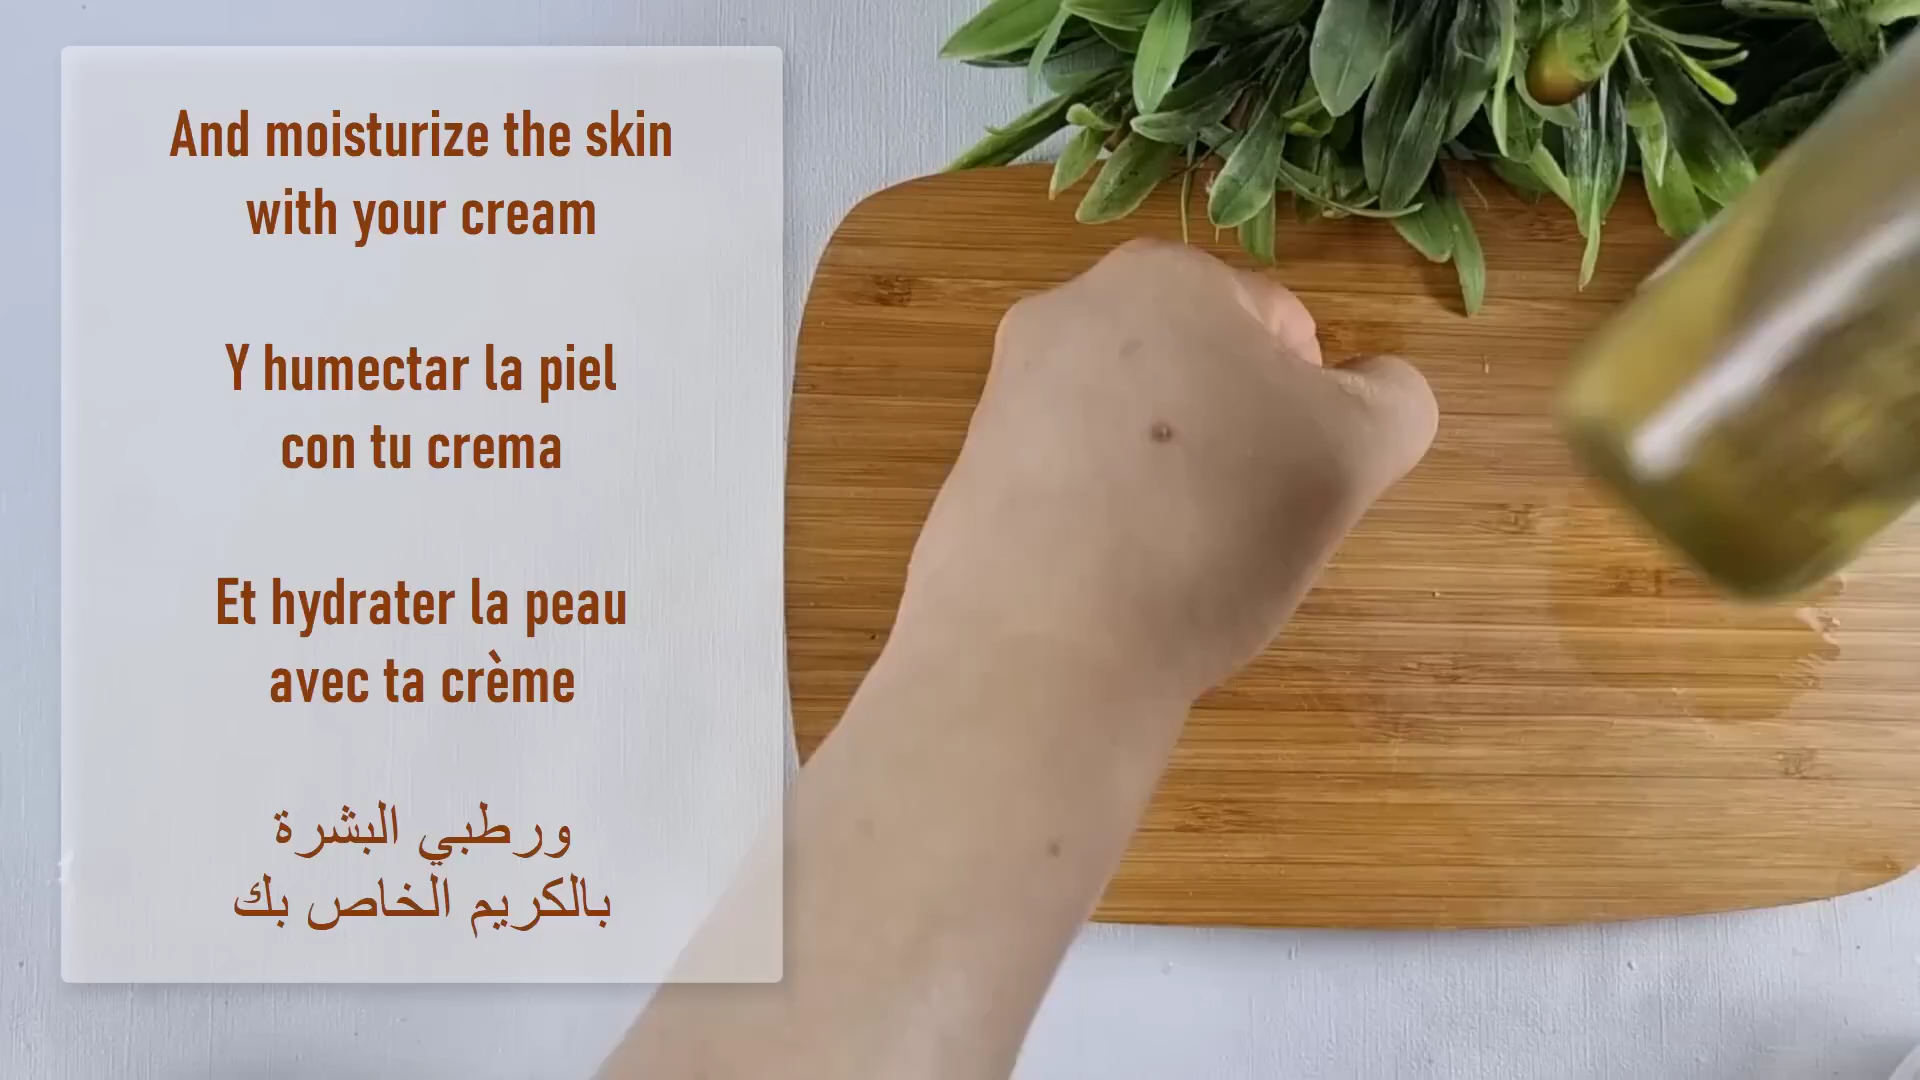 And moisturize the skin
with your cream
Y humectar la piel
con tu crema
Et hydrater la peau
avec ta crème
ورطبي البشرة
بالكريم الخاص بك